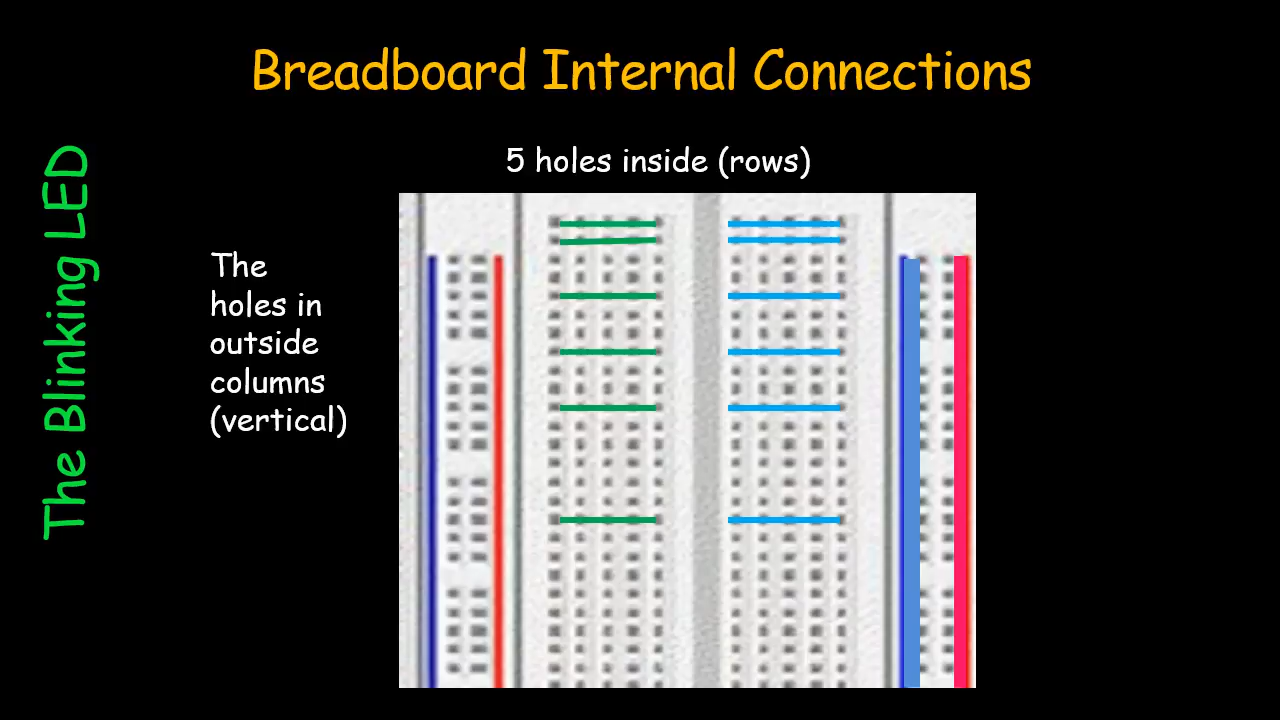 Breadboard Internal Connections
The Blinking LED
5 holes inside (rows)
The
holes in
outside
columns
(vertical)